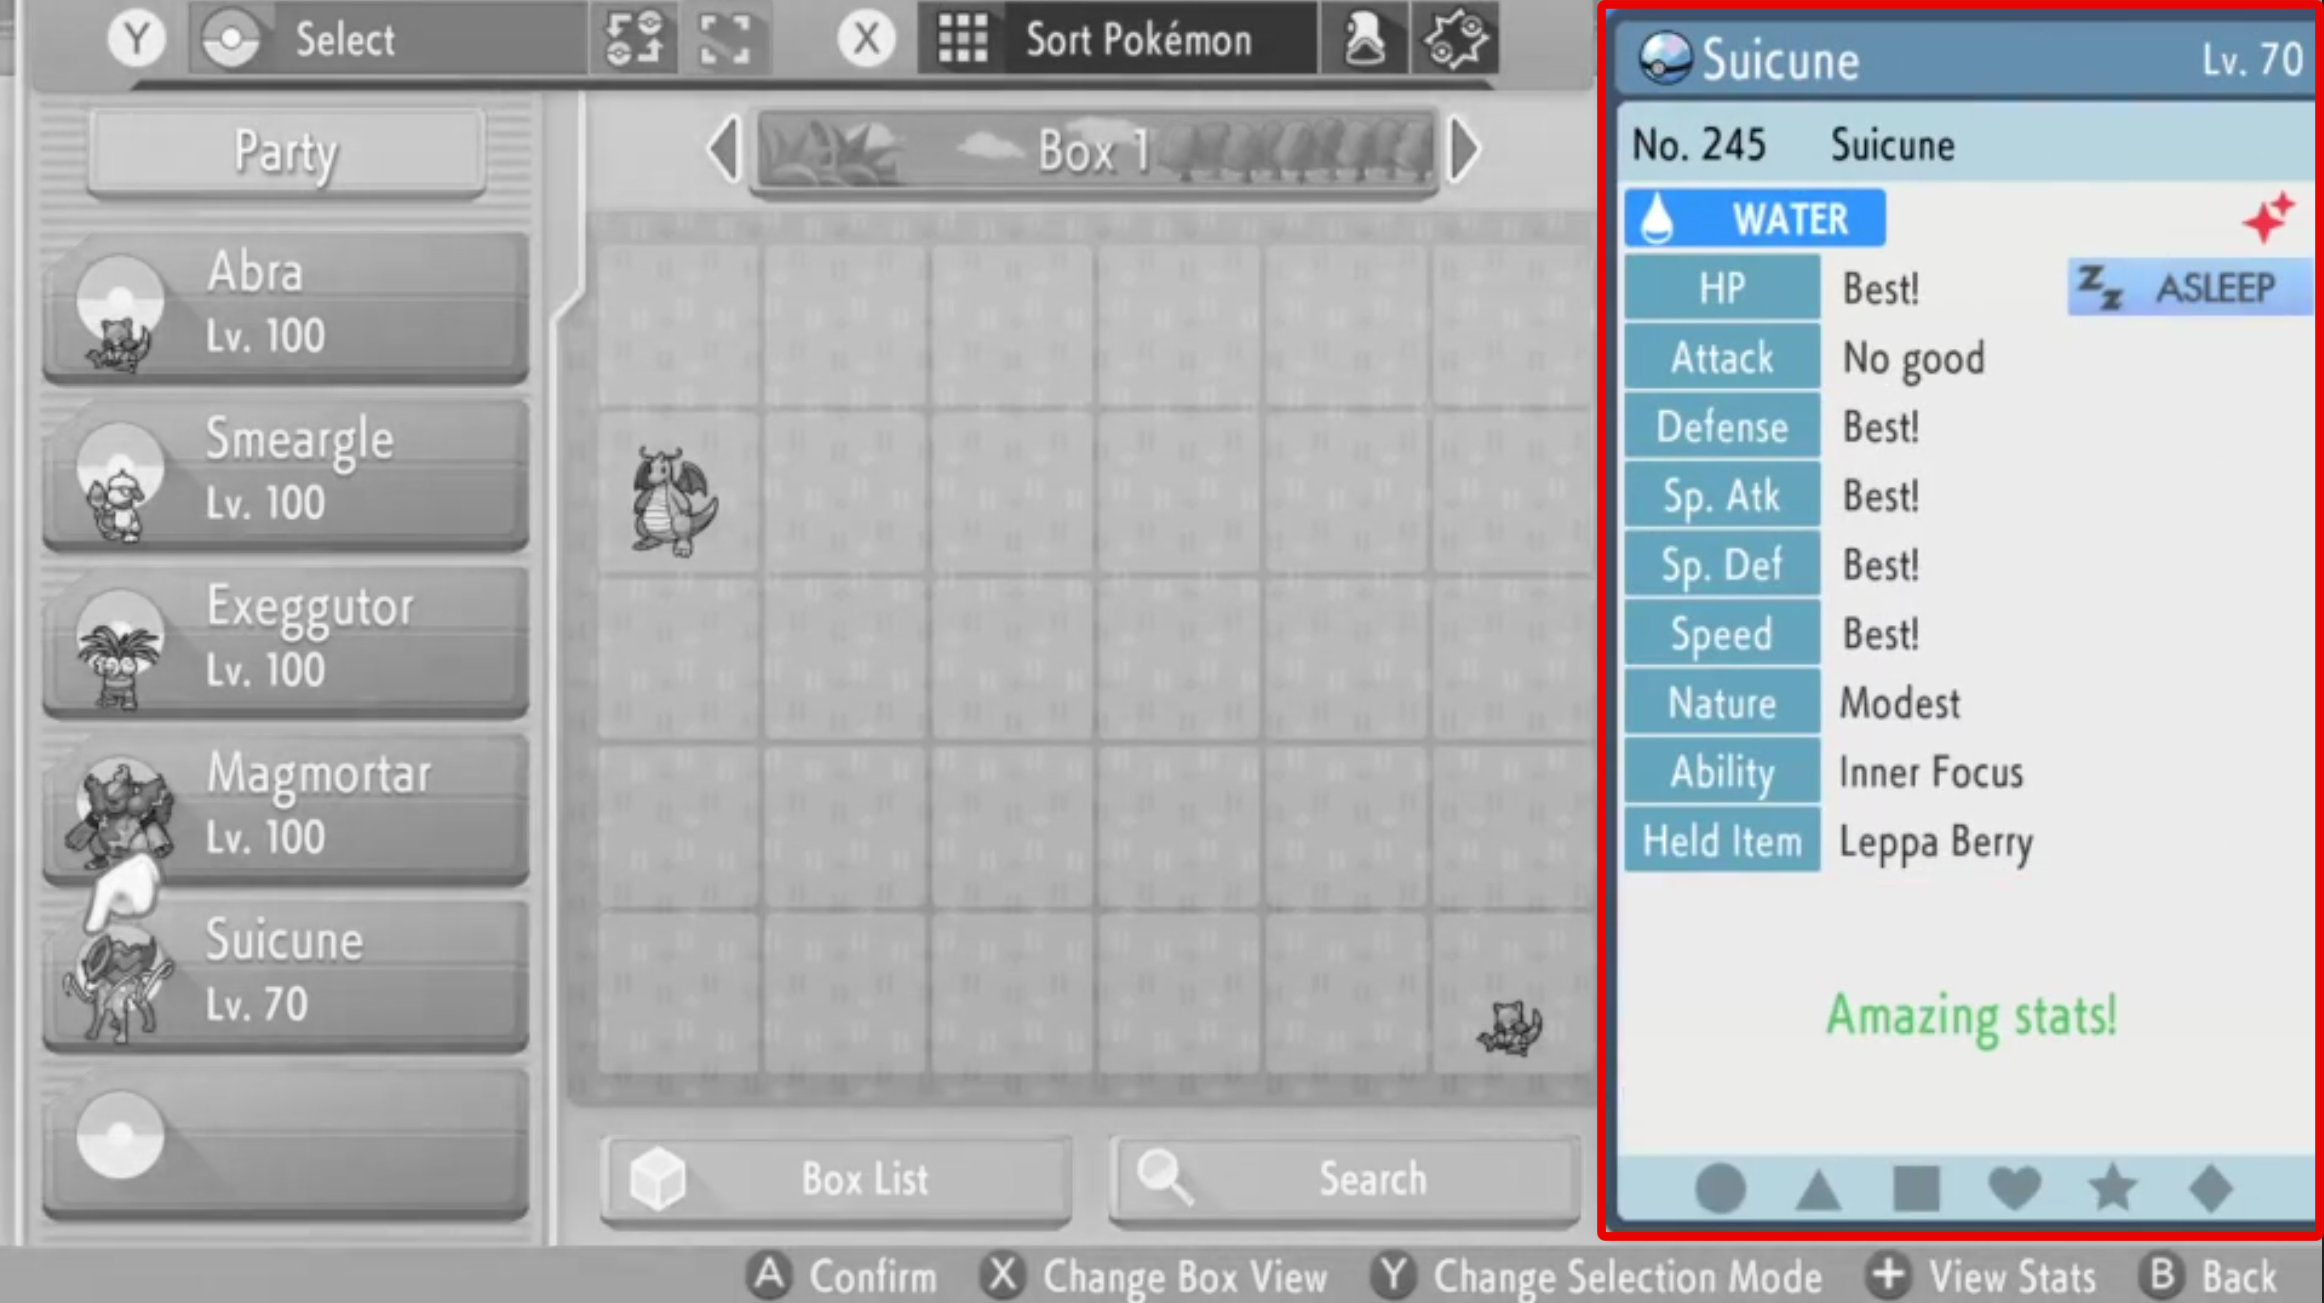 Y Select X Sort Pokémon
Party
Abra
Lv. 100
Smeargle
Lv. 100
Exeggutor
Lv. 100
Magmortar
Lv. 100
Suicune
Lv. 70
Box 1
Box List
Search
Suicune Lv. 70
No. 245 Suicune
WATER
HP Best! ZZ ASLEEP
Attack No good
Defense Best!
Sp. Atk Best!
Sp. Def Best!
Speed Best!
Nature Modest
Ability Inner Focus
Held Item Leppa Berry
Amazing stats!
A Confirm X Change Box View Y Change Selection Mode + View Stats B Back